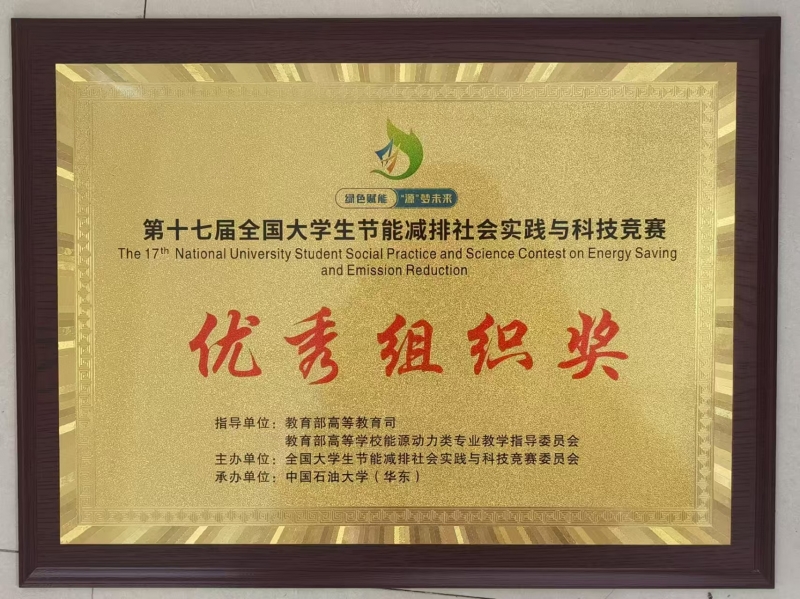 绿色赋能 “源”梦未来
第十七届全国大学生节能减排社会实践与科技竞赛
The 17th National University Student Social Practice and Science Contest on Energy Saving
and Emission Reduction
优秀组织奖
指导单位：教育部高等教育司
教育部高等学校能源动力类专业教学指导委员会
主办单位：全国大学生节能减排社会实践与科技竞赛委员会
承办单位：中国石油大学（华东）